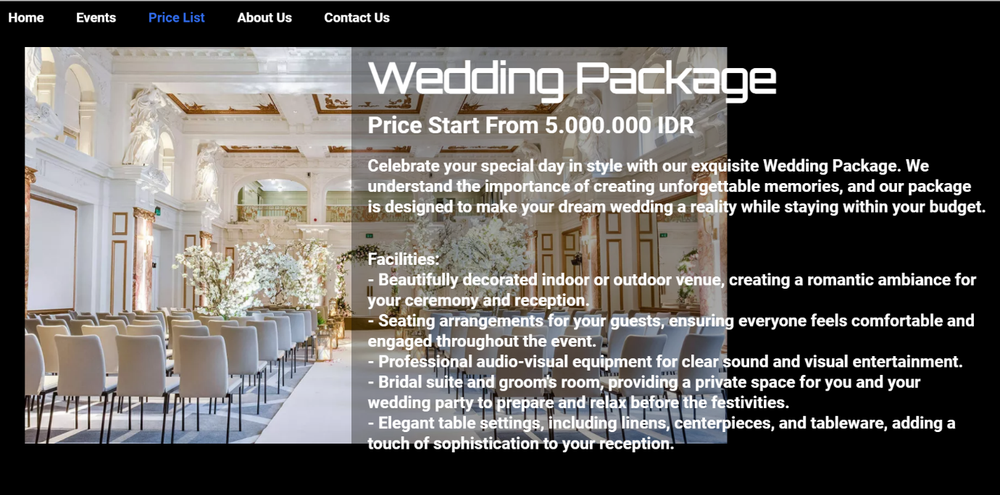 Home Events Price List About Us Contact Us
Wedding Package
Price Start From 5.000.000 IDR
Celebrate your special day in style with our exquisite Wedding Package. We
understand the importance of creating unforgettable memories, and our package
is designed to make your dream wedding a reality while staying within your budget.
Facilities:
- Beautifully decorated indoor or outdoor venue, creating a romantic ambiance for
your ceremony and reception.
- Seating arrangements for your guests, ensuring everyone feels comfortable and
engaged throughout the event.
- Professional audio-visual equipment for clear sound and visual entertainment.
- Bridal suite and groom's room, providing a private space for you and your
wedding party to prepare and relax before the festivities.
- Elegant table settings, including linens, centerpieces, and tableware, adding a
touch of sophistication to your reception.